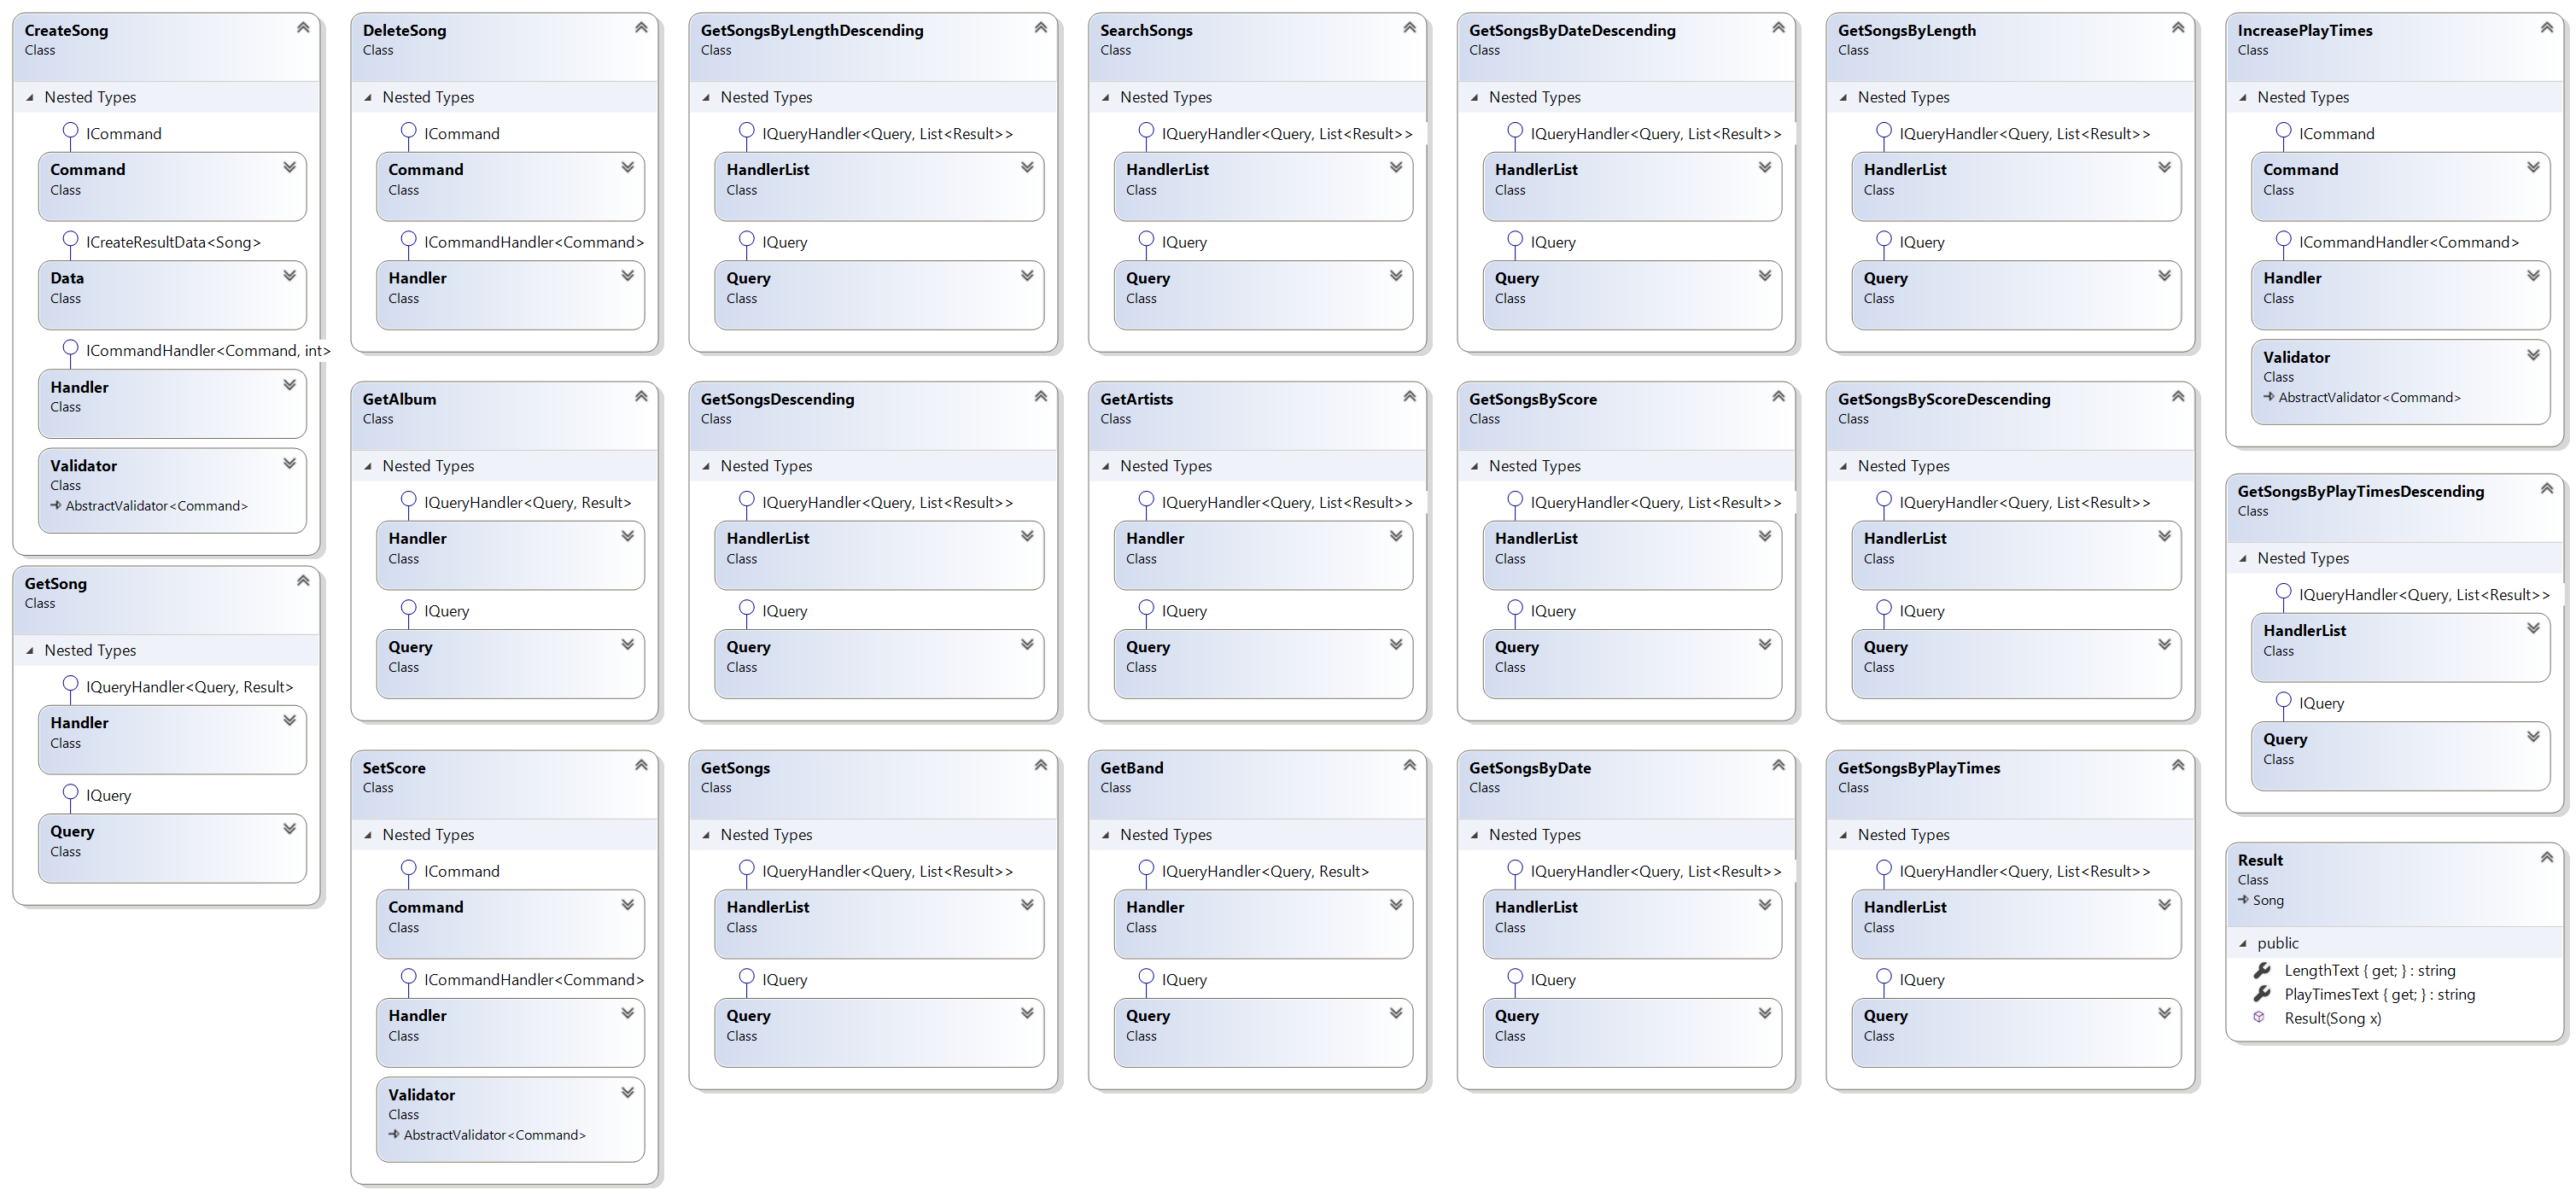 CreateSong
Class
Nested Types
ICommand
Command
Class
ICreateResultData<Song>
Data
Class
ICommandHandler<Command, int>
Handler
Class
Validator
Class
AbstractValidator<Command>
GetSong
Class
Nested Types
IQueryHandler<Query, Result>
Handler
Class
IQuery
Query
Class
DeleteSong
Class
Nested Types
ICommand
Command
Class
ICommandHandler<Command>
Handler
Class
GetAlbum
Class
Nested Types
IQueryHandler<Query, Result>
Handler
Class
IQuery
Query
Class
SetScore
Class
Nested Types
ICommand
Command
Class
ICommandHandler<Command>
Handler
Class
Validator
Class
AbstractValidator<Command>
GetSongsByLengthDescending
Class
Nested Types
IQueryHandler<Query, List<Result>>
HandlerList
Class
IQuery
Query
Class
GetSongsDescending
Class
Nested Types
IQueryHandler<Query, List<Result>>
HandlerList
Class
IQuery
Query
Class
GetSongs
Class
Nested Types
IQueryHandler<Query, List<Result>>
HandlerList
Class
IQuery
Query
Class
SearchSongs
Class
Nested Types
IQueryHandler<Query, List<Result>>
HandlerList
Class
IQuery
Query
Class
GetArtists
Class
Nested Types
IQueryHandler<Query, List<Result>>
Handler
Class
IQuery
Query
Class
GetBand
Class
Nested Types
IQueryHandler<Query, Result>
Handler
Class
IQuery
Query
Class
GetSongsByDateDescending
Class
Nested Types
IQueryHandler<Query, List<Result>>
HandlerList
Class
IQuery
Query
Class
GetSongsByScore
Class
Nested Types
IQueryHandler<Query, List<Result>>
HandlerList
Class
IQuery
Query
Class
GetSongsByDate
Class
Nested Types
IQueryHandler<Query, List<Result>>
HandlerList
Class
IQuery
Query
Class
GetSongsByLength
Class
Nested Types
IQueryHandler<Query, List<Result>>
HandlerList
Class
IQuery
Query
Class
GetSongsByScoreDescending
Class
Nested Types
IQueryHandler<Query, List<Result>>
HandlerList
Class
IQuery
Query
Class
GetSongsByPlayTimes
Class
Nested Types
IQueryHandler<Query, List<Result>>
HandlerList
Class
IQuery
Query
Class
IncreasePlayTimes
Class
Nested Types
ICommand
Command
Class
ICommandHandler<Command>
Handler
Class
Validator
Class
AbstractValidator<Command>
GetSongsByPlayTimesDescending
Class
Nested Types
IQueryHandler<Query, List<Result>>
HandlerList
Class
IQuery
Query
Class
Result
Class
Song
public
LengthText { get; } : string
PlayTimesText { get; } : string
Result(Song x)